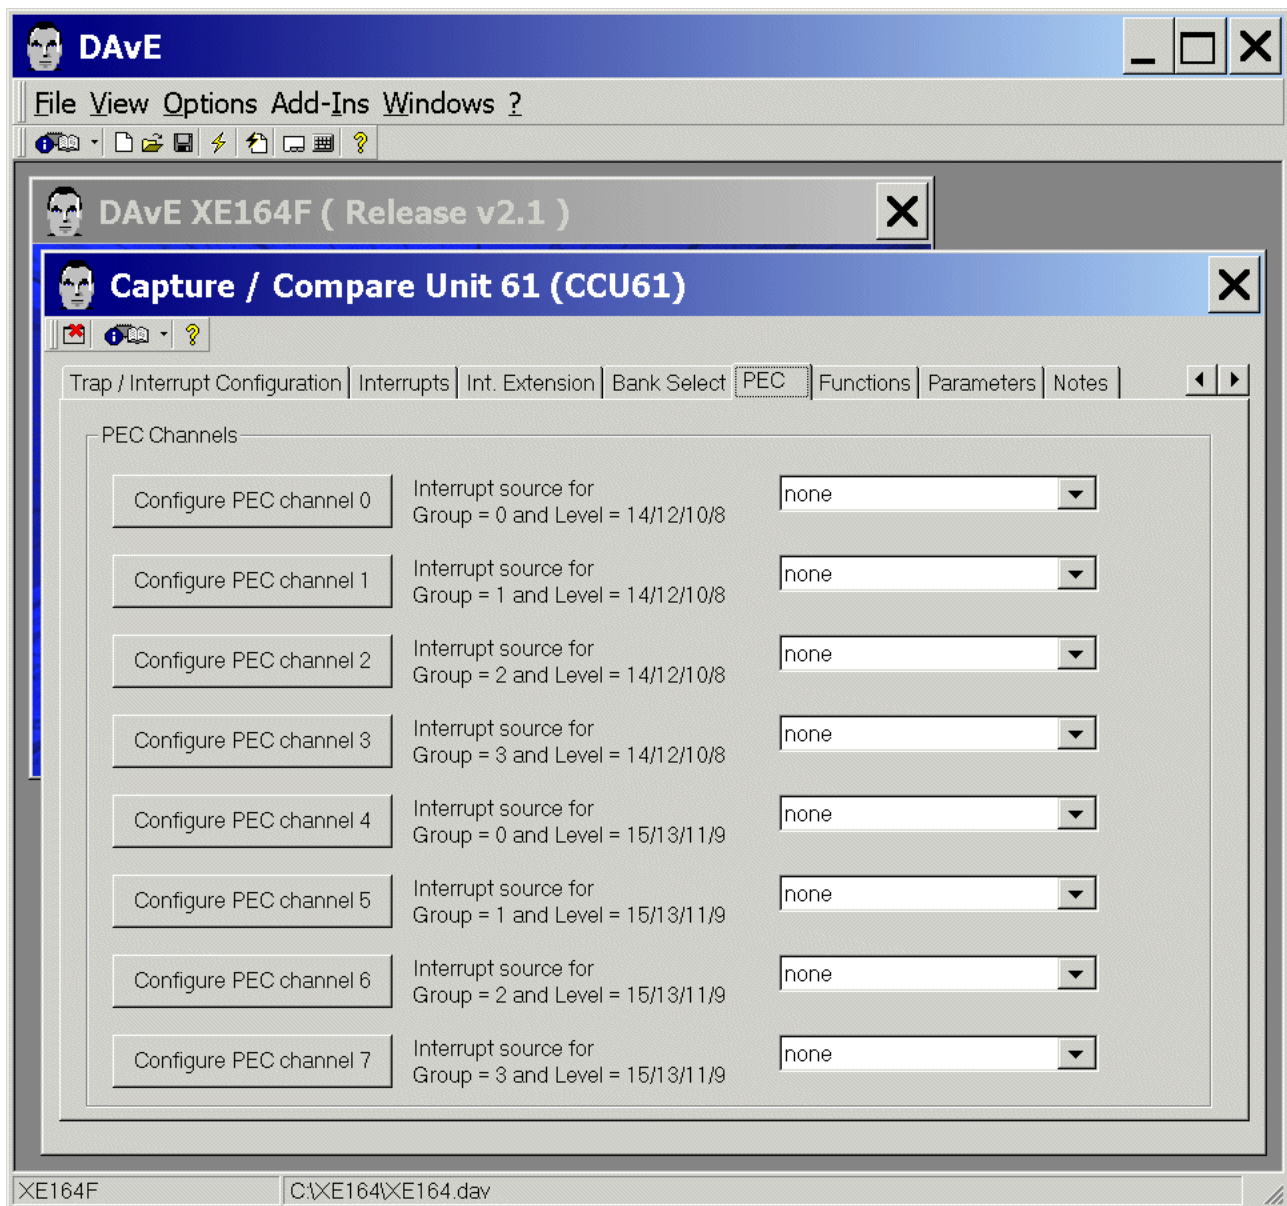 DAvE
File View Options Add-Ins Windows ?
DAvE XE164F ( Release v2.1 )
Capture / Compare Unit 61 (CCU61)
Trap / Interrupt Configuration Interrupts Int. Extension Bank Select PEC Functions Parameters Notes
PEC Channels
Configure PEC channel 0
Interrupt source for
Group = 0 and Level = 14/12/10/8
none
Configure PEC channel 1
Interrupt source for
Group = 1 and Level = 14/12/10/8
none
Configure PEC channel 2
Interrupt source for
Group = 2 and Level = 14/12/10/8
none
Configure PEC channel 3
Interrupt source for
Group = 3 and Level = 14/12/10/8
none
Configure PEC channel 4
Interrupt source for
Group = 0 and Level = 15/13/11/9
none
Configure PEC channel 5
Interrupt source for
Group = 1 and Level = 15/13/11/9
none
Configure PEC channel 6
Interrupt source for
Group = 2 and Level = 15/13/11/9
none
Configure PEC channel 7
Interrupt source for
Group = 3 and Level = 15/13/11/9
none
XE164F C:\XE164\XE164.dav